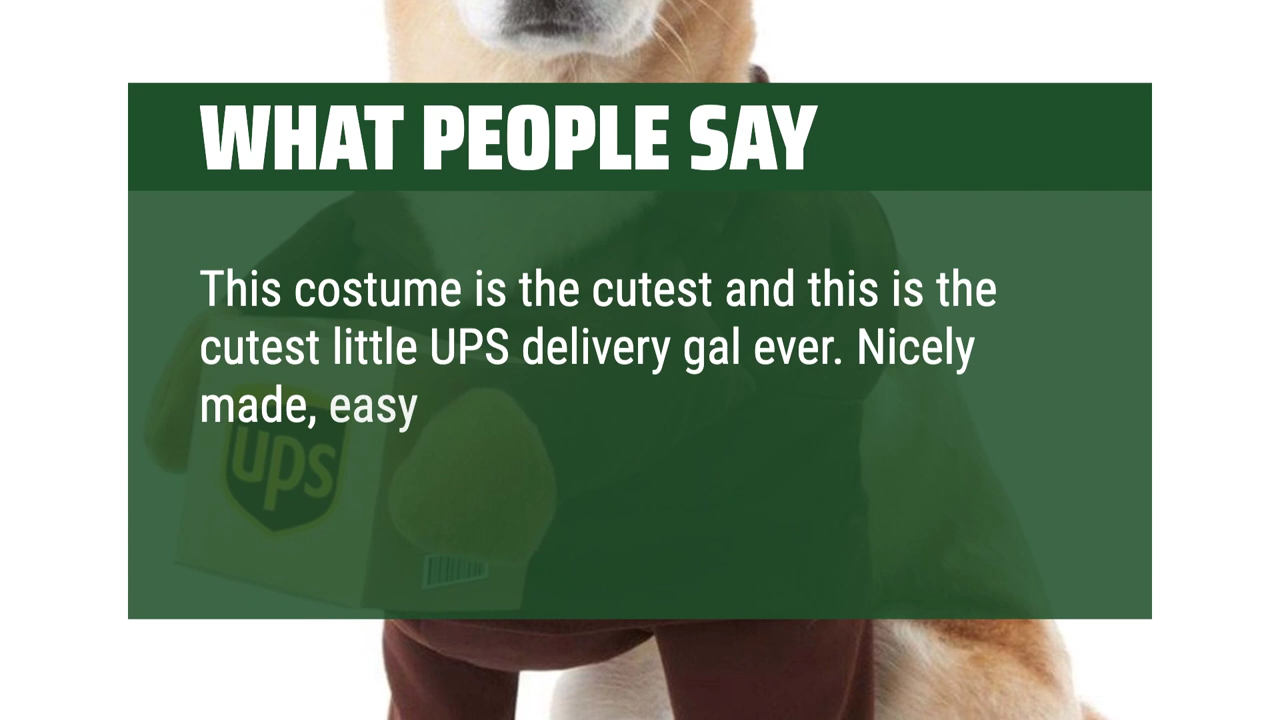 WHAT PEOPLE SAY
This costume is the cutest and this is the
cutest little UPS delivery gal ever. Nicely
made, easy
ups